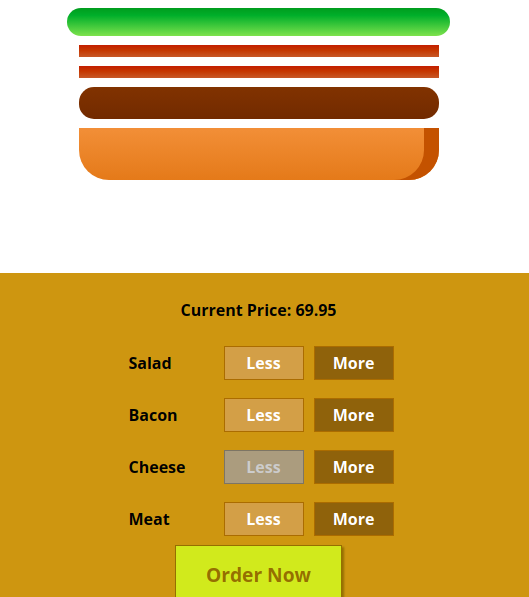 Current Price: 69.95
Salad Less More
Bacon Less More
Cheese Less More
Meat Less More
Order Now